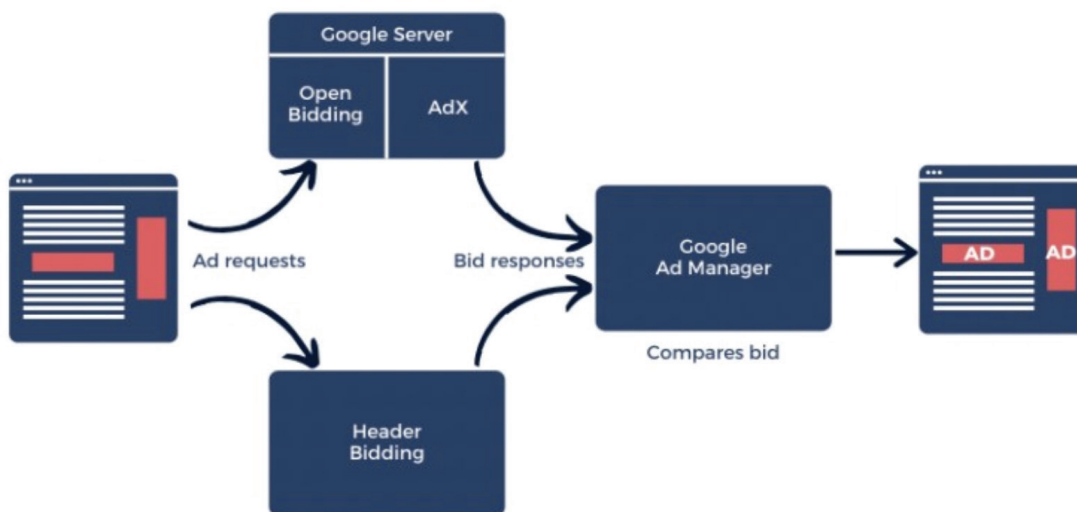 Google Server
Open
Bidding
AdX
Ad requests
Bid responses
Google
Ad Manager
Compares bid
Header
Bidding
AD
AD